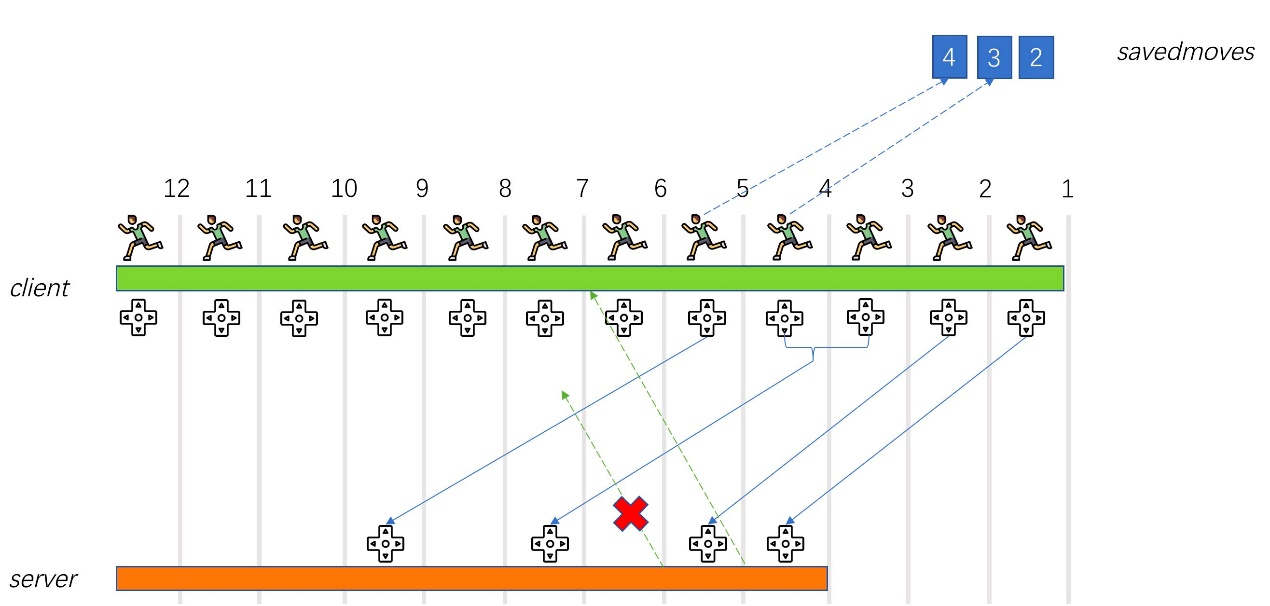 4 3 2
savedmoves
12 11 10 9 8 7 6 5 4 3 2 1
client
server